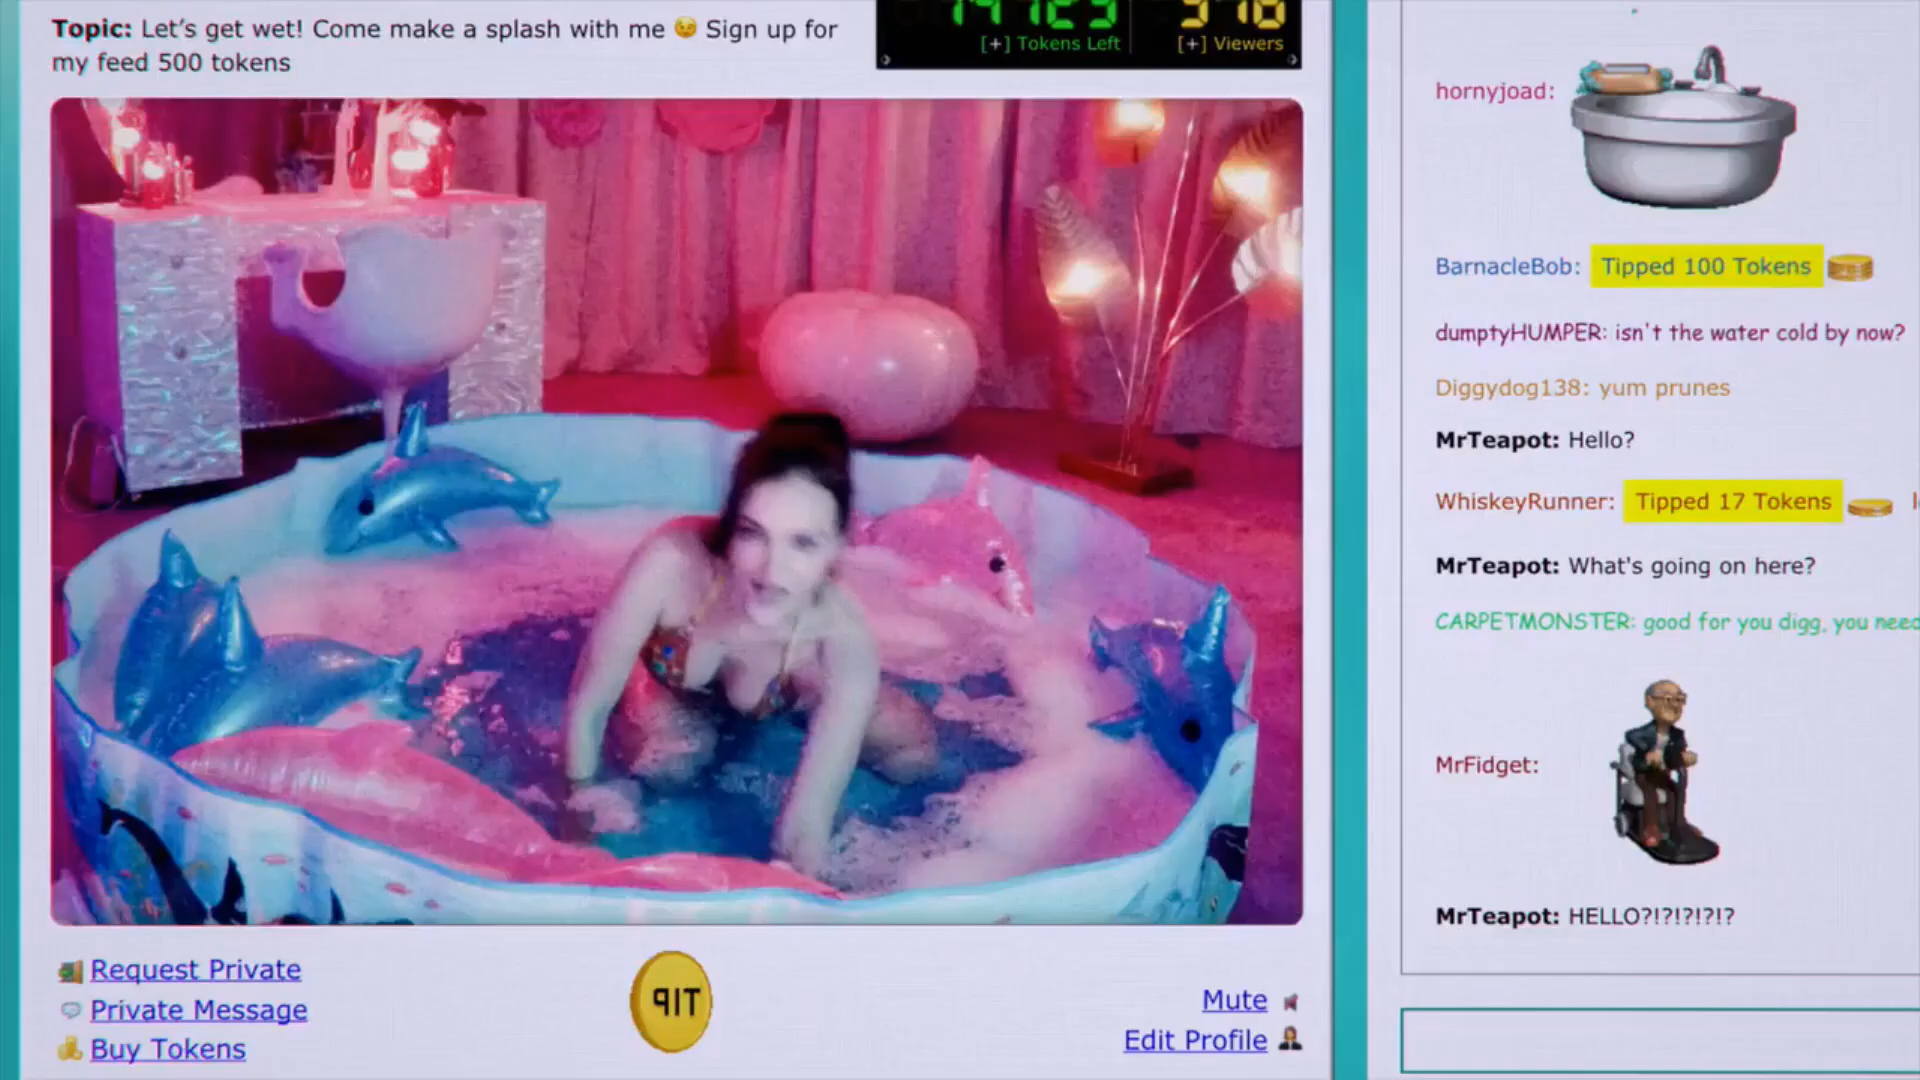 Topic: Let's get wet! Come make a splash with me 😉 Sign up for
my feed 500 tokens
[+] Tokens Left
[+] Viewers
hornyjoad:
BarnacleBob: Tipped 100 Tokens
dumptyHUMPER: isn't the water cold by now?
Diggydog138: yum prunes
MrTeapot: Hello?
WhiskeyRunner: Tipped 17 Tokens
MrTeapot: What's going on here?
CARPETMONSTER: good for you digg, you need
MrFidget:
MrTeapot: HELLO?!?!?!?!?
Request Private
Private Message
Buy Tokens
TIP
Mute
Edit Profile